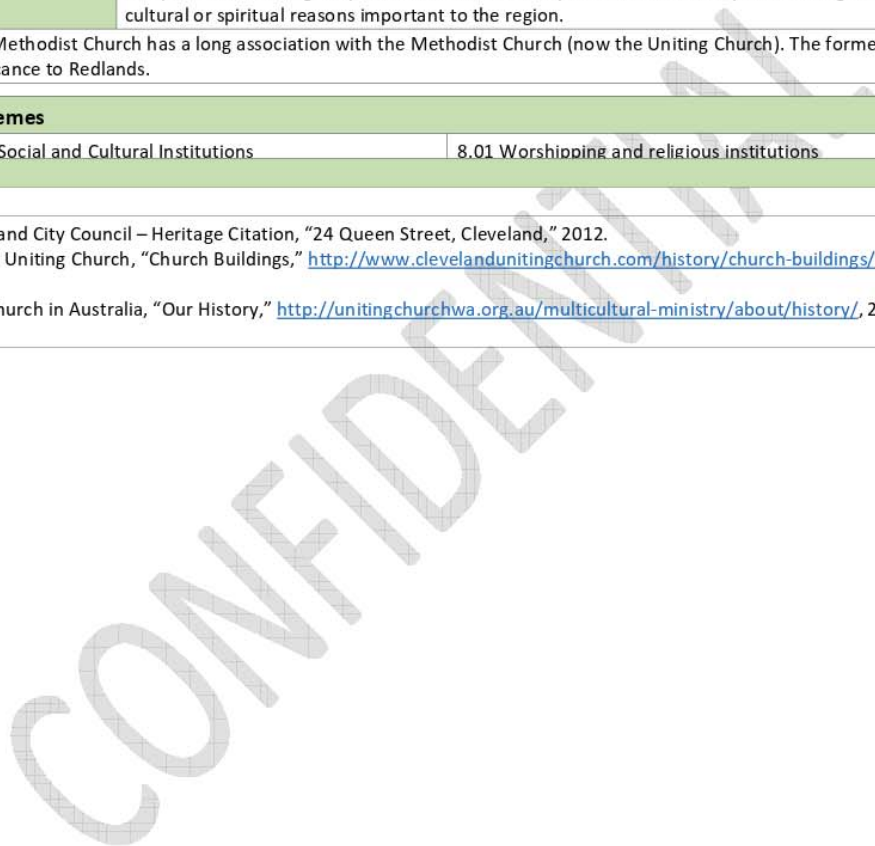 cultural or spiritual reasons important to the region.
Methodist Church has a long association with the Methodist Church (now the Uniting Church). The forme
cance to Redlands.
emes
Social and Cultural Institutions 8.01 Worshipping and religious institutions
and City Council – Heritage Citation, “24 Queen Street, Cleveland,” 2012.
Uniting Church, “Church Buildings,” http://www.clevelandunitingchurch.com/history/church-buildings/
hurch in Australia, “Our History,” http://unitingchurchwa.org.au/multicultural-ministry/about/history/, 2
CONFIDENTIAL